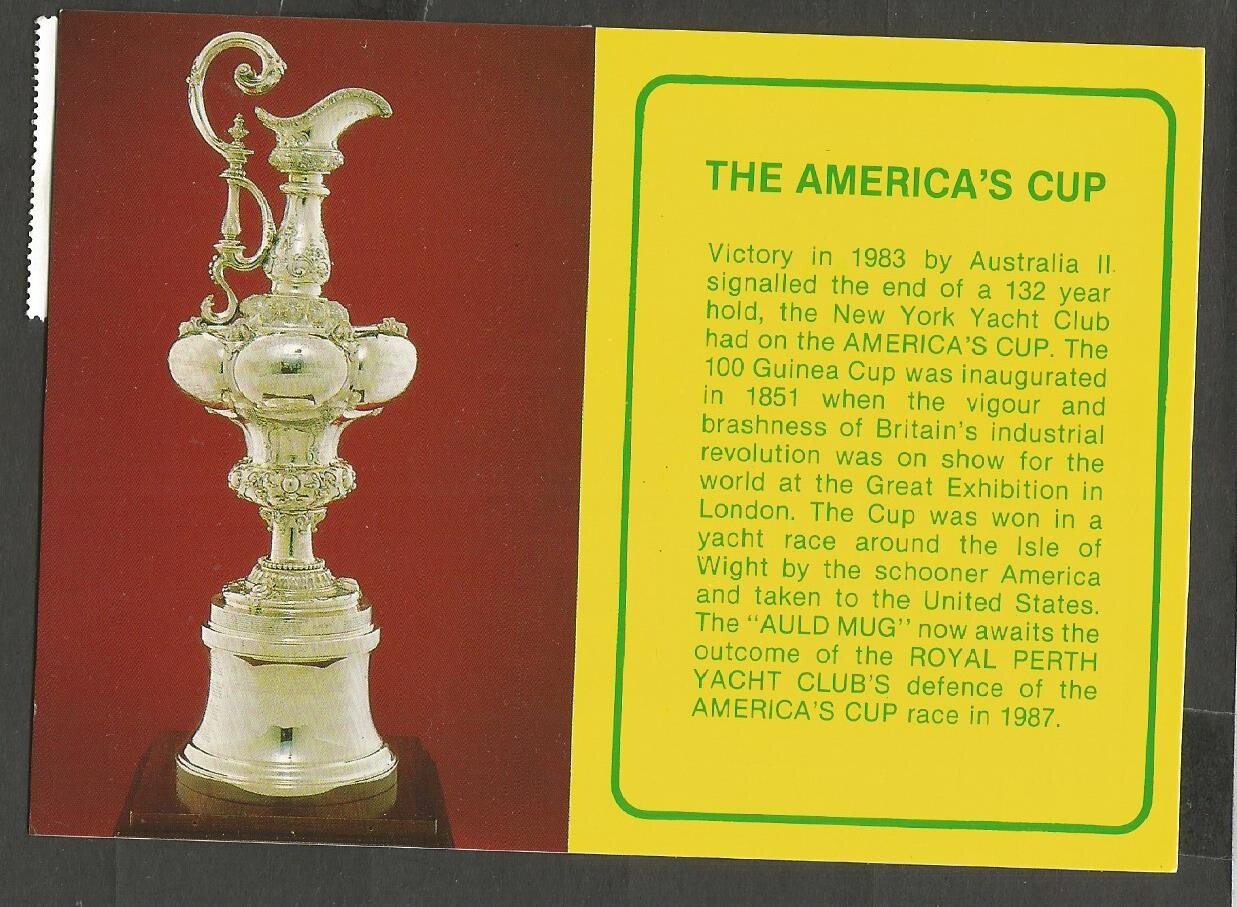 THE AMERICA'S CUP
Victory in 1983 by Australia II
signalled the end of a 132 year
hold, the New York Yacht Club
had on the AMERICA'S CUP. The
100 Guinea Cup was inaugurated
in 1851 when the vigour and
brashness of Britain's industrial
revolution was on show for the
world at the Great Exhibition in
London. The Cup was won in a
yacht race around the Isle of
Wight by the schooner America
and taken to the United States.
The "AULD MUG" now awaits the
outcome of the ROYAL PERTH
YACHT CLUB'S defence of the
AMERICA'S CUP race in 1987.